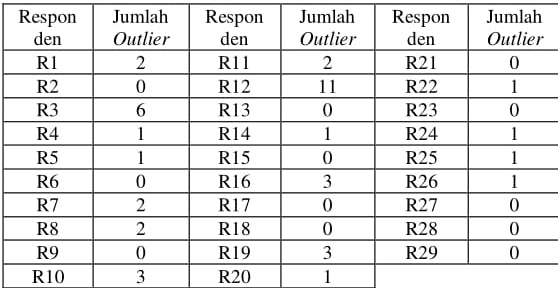 Respon den Jumlah Outlier Respon den Jumlah Outlier Respon den Jumlah Outlier
R1 2 R11 2 R21 0
R2 0 R12 11 R22 1
R3 6 R13 0 R23 0
R4 1 R14 1 R24 1
R5 1 R15 0 R25 1
R6 0 R16 3 R26 1
R7 2 R17 0 R27 0
R8 2 R18 0 R28 0
R9 0 R19 3 R29 0
R10 3 R20 1